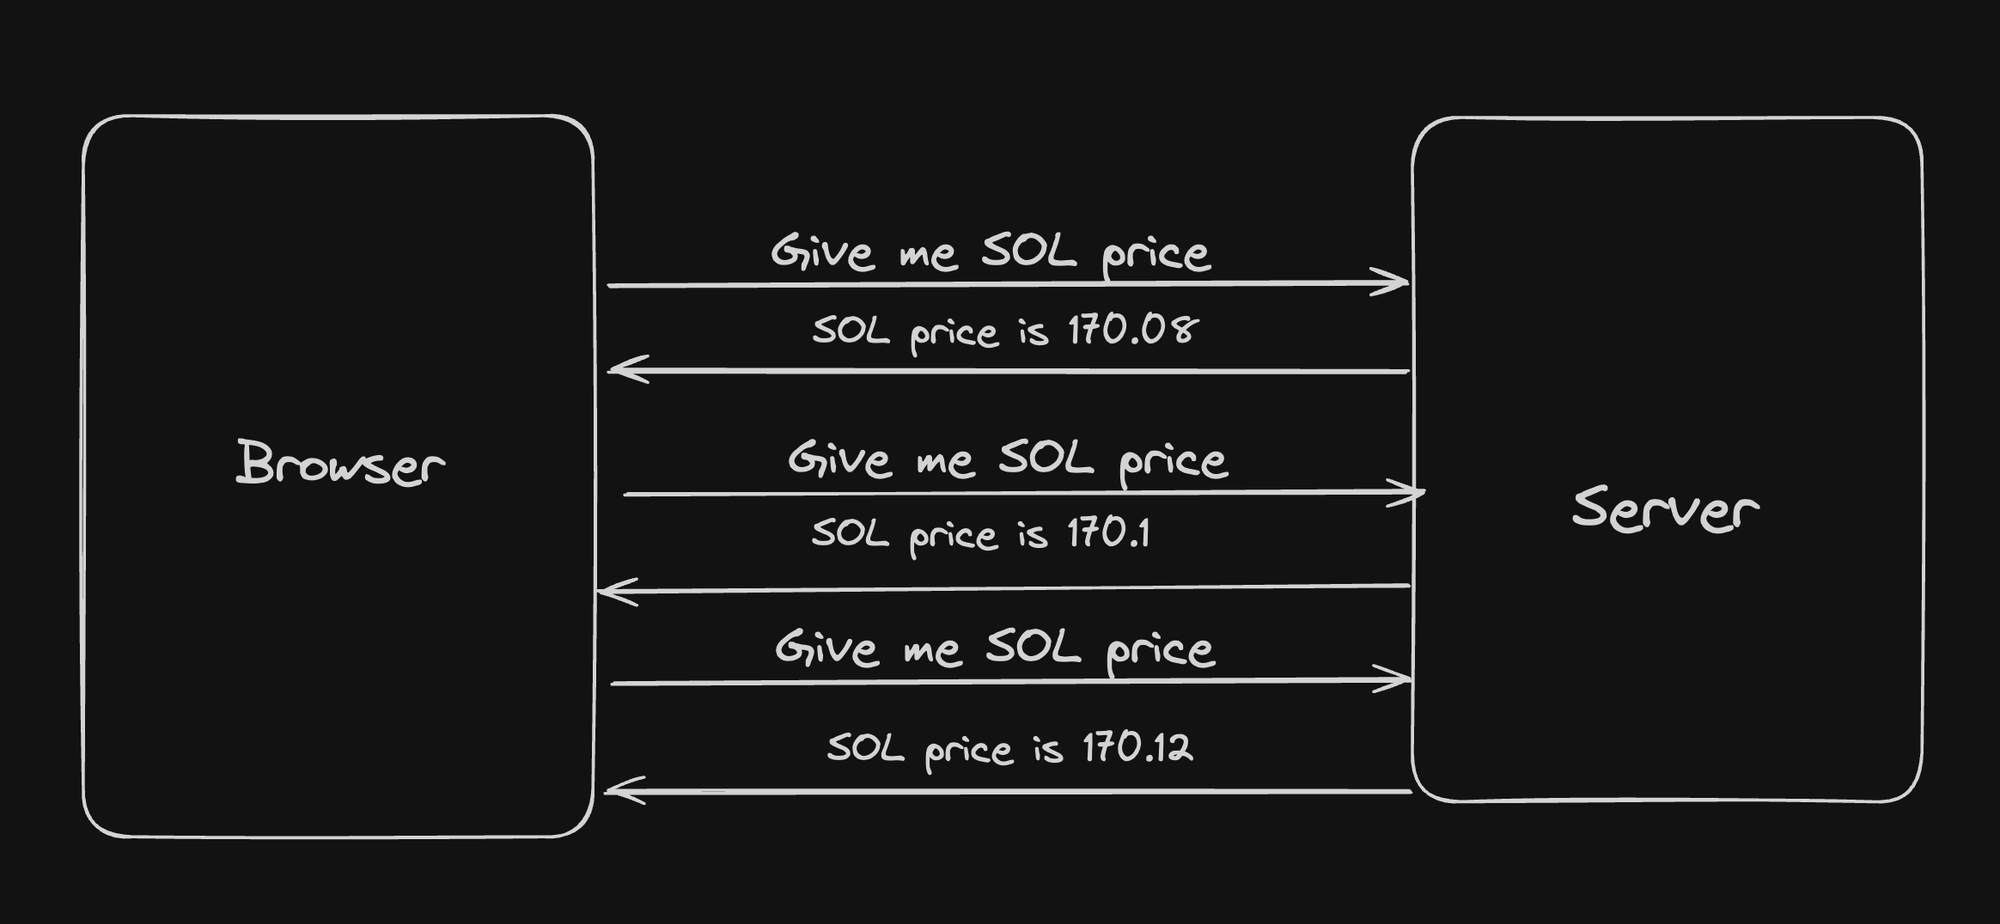 Give me SOL price
SOL price is 170.08
Browser
Give me SOL price
Server
SOL price is 170.1
Give me SOL price
SOL price is 170.12